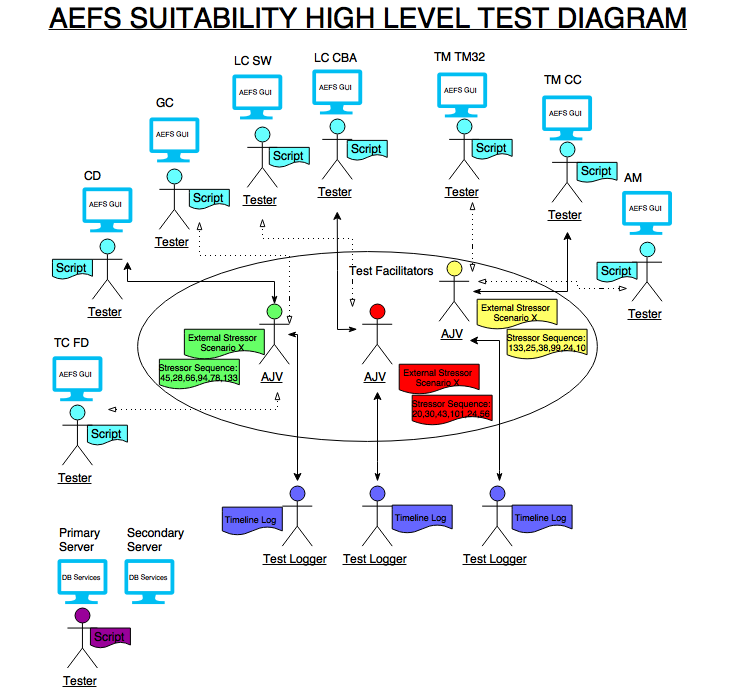 AEFS SUITABILITY HIGH LEVEL TEST DIAGRAM
LC SW
AEFS GUI
Script
Tester
LC CBA
AEFS GUI
Script
Tester
TM TM32
AEFS GUI
Script
Tester
TM CC
AEFS GUI
Script
Tester
GC
AEFS GUI
Script
Tester
CD
AEFS GUI
Script
Tester
AM
AEFS GUI
Script
Tester
Test Facilitators
External Stressor
Scenario X
Stressor Sequence:
45,28,66,94,78,133
AJV
AJV
External Stressor
Scenario X
Stressor Sequence:
20,30,43,101,24,56
AJV
External Stressor
Scenario X
Stressor Sequence:
133,25,38,99,24,10
TC FD
AEFS GUI
Script
Tester
Timeline Log
Test Logger
Timeline Log
Test Logger
Timeline Log
Test Logger
Primary
Server
DB Services
Secondary
Server
DB Services
Script
Tester